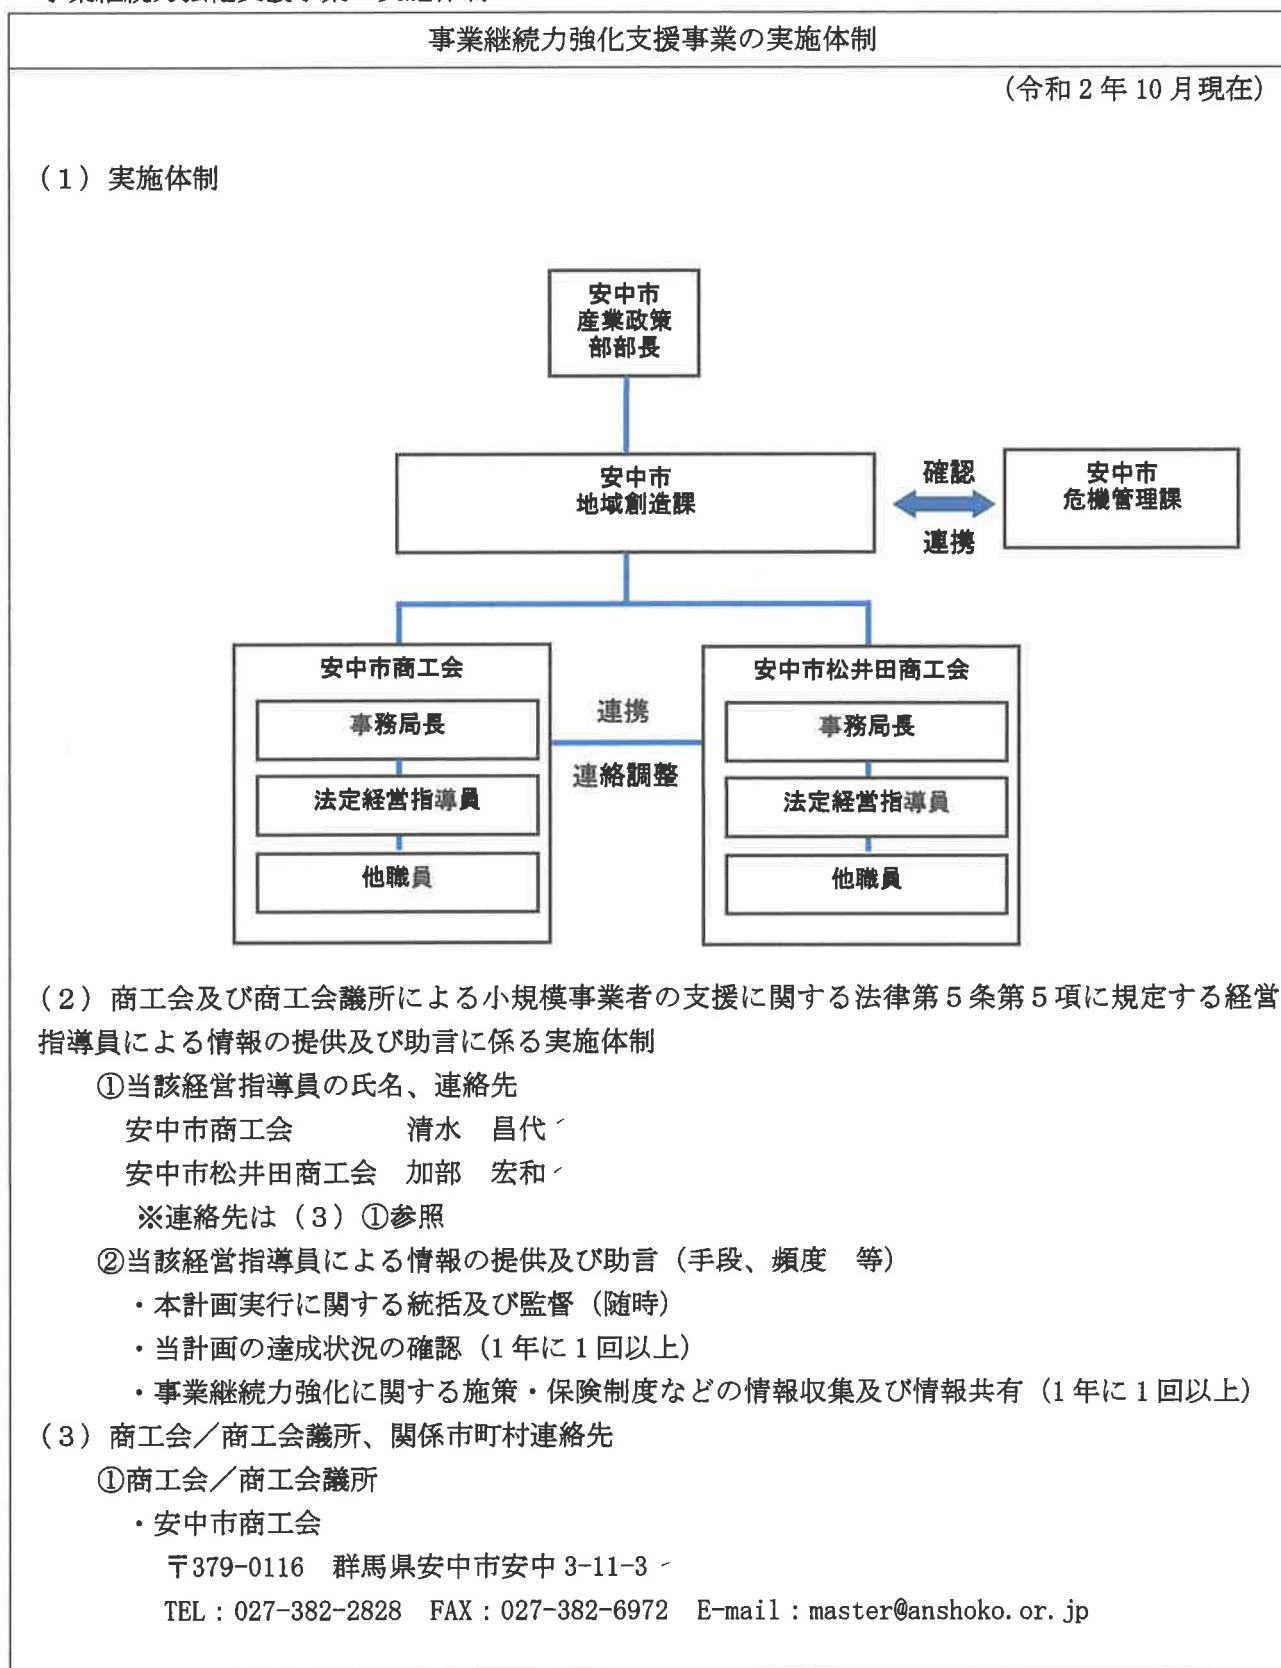 事業継続力強化支援事業の実施体制
（令和2年10月現在）
（1）実施体制
安中市
産業政策
部部長
安中市
地域創造課
確認
連携
安中市
危機管理課
安中市商工会
事務局長
法定経営指導員
他職員
連携
連絡調整
安中市松井田商工会
事務局長
法定経営指導員
他職員
（2）商工会及び商工会議所による小規模事業者の支援に関する法律第5条第5項に規定する経営
指導員による情報の提供及び助言に係る実施体制
①当該経営指導員の氏名、連絡先
安中市商工会　　　　清水　昌代
安中市松井田商工会　加部　宏和
※連絡先は（3）①参照
②当該経営指導員による情報の提供及び助言（手段、頻度　等）
・本計画実行に関する統括及び監督（随時）
・当計画の達成状況の確認（1年に1回以上）
・事業継続力強化に関する施策・保険制度などの情報収集及び情報共有（1年に1回以上）
（3）商工会／商工会議所、関係市町村連絡先
①商工会／商工会議所
・安中市商工会
〒379-0116　群馬県安中市安中3-11-3
TEL：027-382-2828　FAX：027-382-6972　E-mail：master@anshoko.or.jp